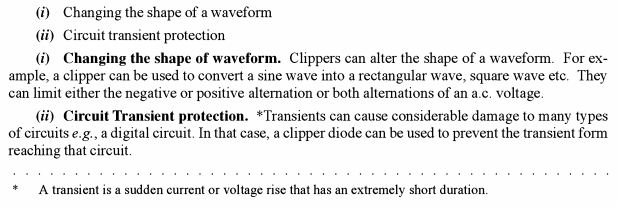 (i) Changing the shape of a waveform
(ii) Circuit transient protection
(i) Changing the shape of waveform. Clippers can alter the shape of a waveform. For ex-
ample, a clipper can be used to convert a sine wave into a rectangular wave, square wave etc. They
can limit either the negative or positive alternation or both alternations of an a.c. voltage.
(ii) Circuit Transient protection. *Transients can cause considerable damage to many types
of circuits e.g., a digital circuit. In that case, a clipper diode can be used to prevent the transient form
reaching that circuit.
* A transient is a sudden current or voltage rise that has an extremely short duration.